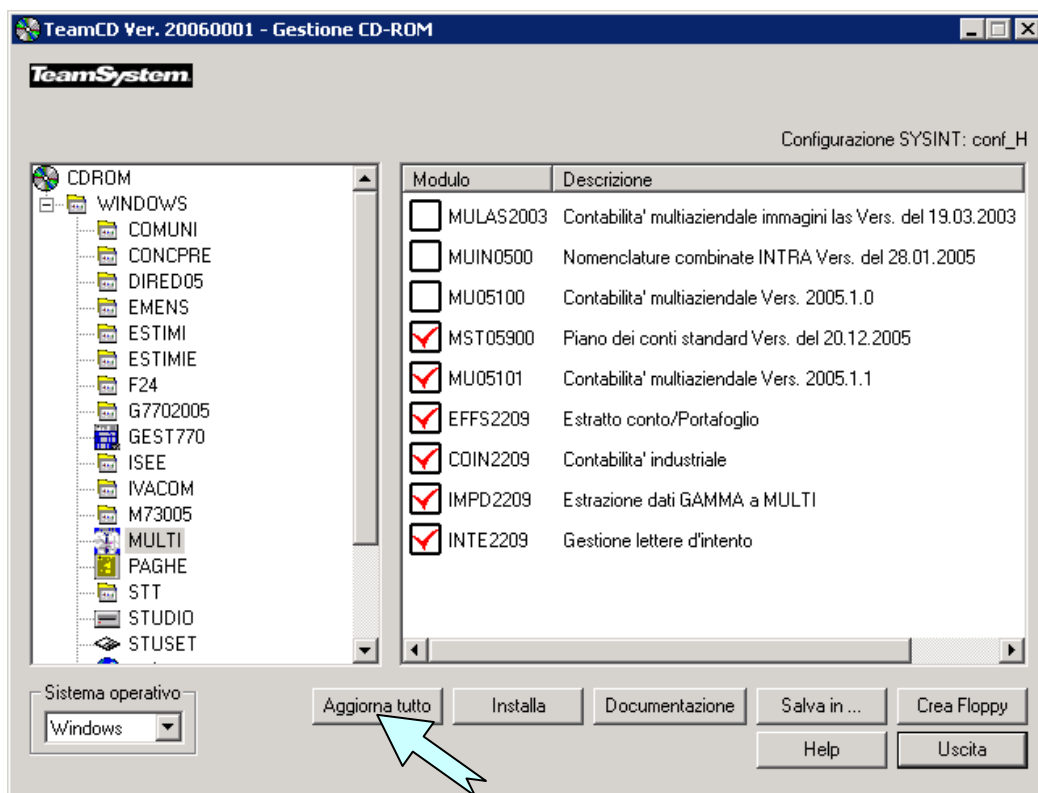 TeamCD Ver. 20060001 - Gestione CD-ROM
TeamSystem
Configurazione SYSINT: conf_H
CDROM
WINDOWS
COMUNI
CONCPRE
DIRED05
EMENS
ESTIMI
ESTIMIE
F24
G7702005
GEST770
ISEE
IVACOM
M73005
MULTI
PAGHE
STT
STUDIO
STUSET
Modulo Descrizione
MULAS2003 Contabilita' multiaziendale immagini las Vers. del 19.03.2003
MUIN0500 Nomenclature combinate INTRA Vers. del 28.01.2005
MU05100 Contabilita' multiaziendale Vers. 2005.1.0
MST05900 Piano dei conti standard Vers. del 20.12.2005
MU05101 Contabilita' multiaziendale Vers. 2005.1.1
EFFS2209 Estratto conto/Portafoglio
COIN2209 Contabilita' industriale
IMPD2209 Estrazione dati GAMMA a MULTI
INTE2209 Gestione lettere d'intento
Sistema operativo
Windows
Aggiorna tutto Installa Documentazione Salva in ... Crea Floppy
Help Uscita